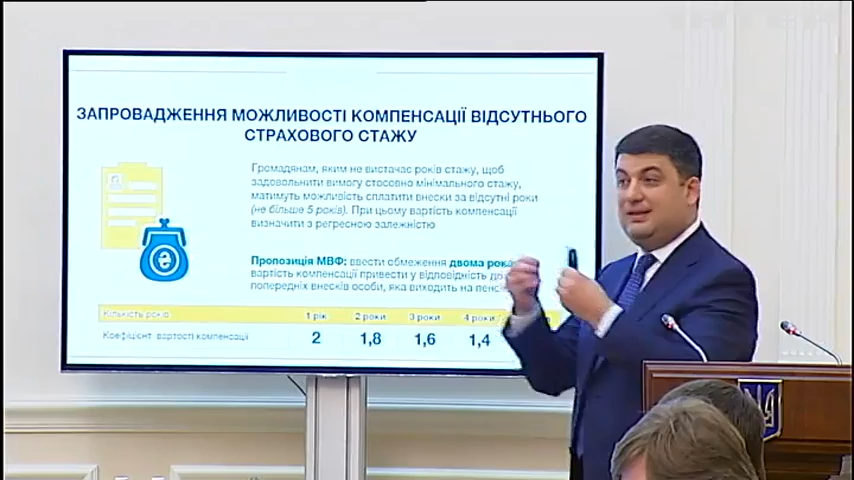 ЗАПРОВАДЖЕННЯ МОЖЛИВОСТІ КОМПЕНСАЦІЇ ВІДСУТНЬОГО
СТРАХОВОГО СТАЖУ
Громадянам, яким не вистачає років стажу, щоб
задовольнити вимогу стосовно мінімального стажу,
матимуть можливість сплатити внески за відсутні роки
(не більше 5 років). При цьому вартість компенсації
визначити з регресною залежністю
Пропозиція МВФ: ввести обмеження двома рока
вартість компенсації привести у відповідність до
попередніх внесків особи, яка виходить на пенсі
Кількість років 1 рік 2 роки 3 роки 4 роки
Коефіцієнт вартості компенсації 2 1,8 1,6 1,4